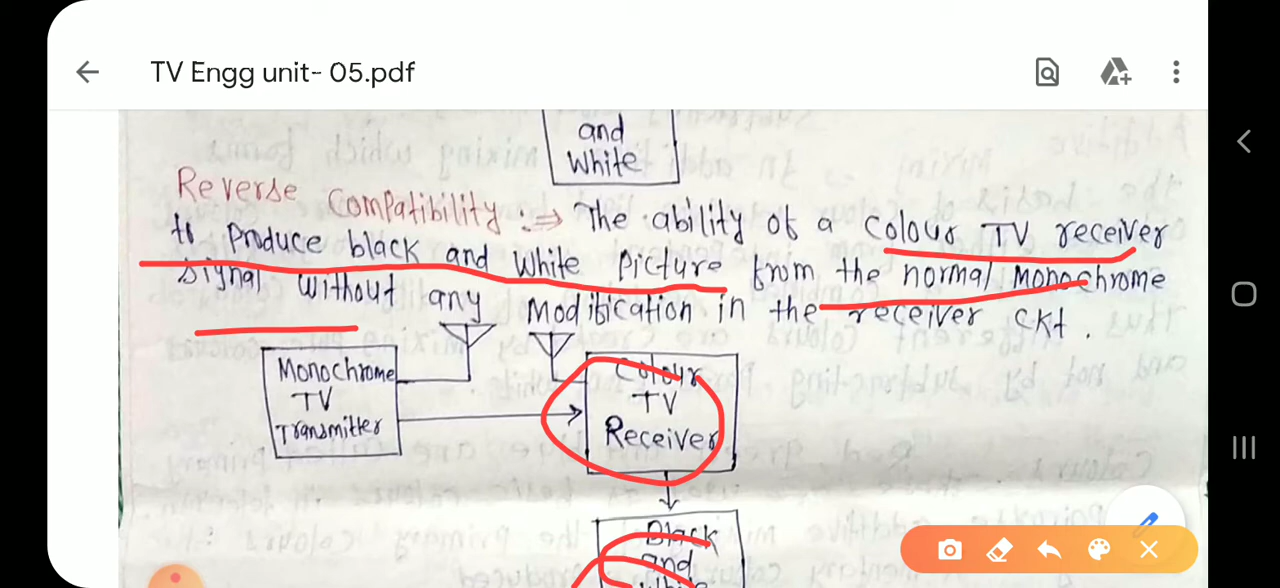 TV Engg unit- 05.pdf
and
White
Reverse Compatibility :⇒ The ability of a colour TV receiver
to produce black and white picture from the normal Monochrome
signal without any Modification in the receiver ckt.
Monochrome
TV
Transmitter
Colour
TV
Receiver
Black
and
White